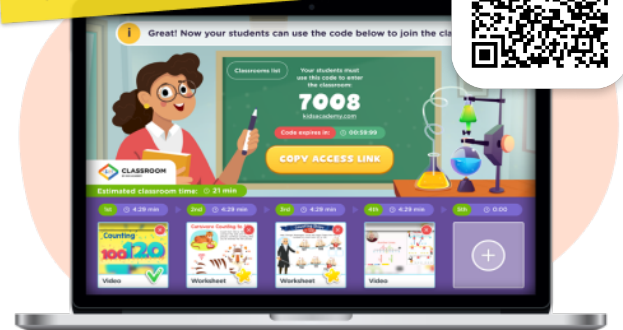 Great! Now your students can use the code below to join the cla
Classrooms list
Your students must
use this code to enter
the classroom
7008
kidsacademy.com
Code expires in:
00:59:99
COPY ACCESS LINK
CLASSROOM
Estimated classroom time: 21 min
1st 4:29 min
2nd 4:29 min
3rd 4:29 min
4th 4:29 min
5th 0:00
Counting
100 120
Video
Worksheet
Worksheet
Video